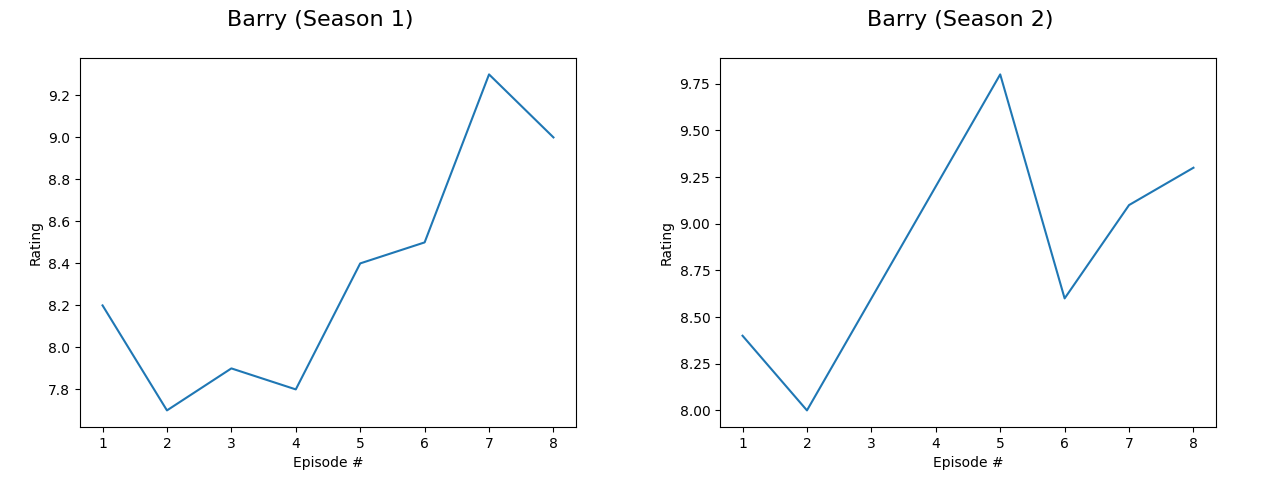 Barry (Season 1)
9.2
9.0
8.8
8.6
8.4
8.2
8.0
7.8
Rating
1 2 3 4 5 6 7 8
Episode #
Barry (Season 2)
9.75
9.50
9.25
9.00
8.75
8.50
8.25
8.00
Rating
1 2 3 4 5 6 7 8
Episode #